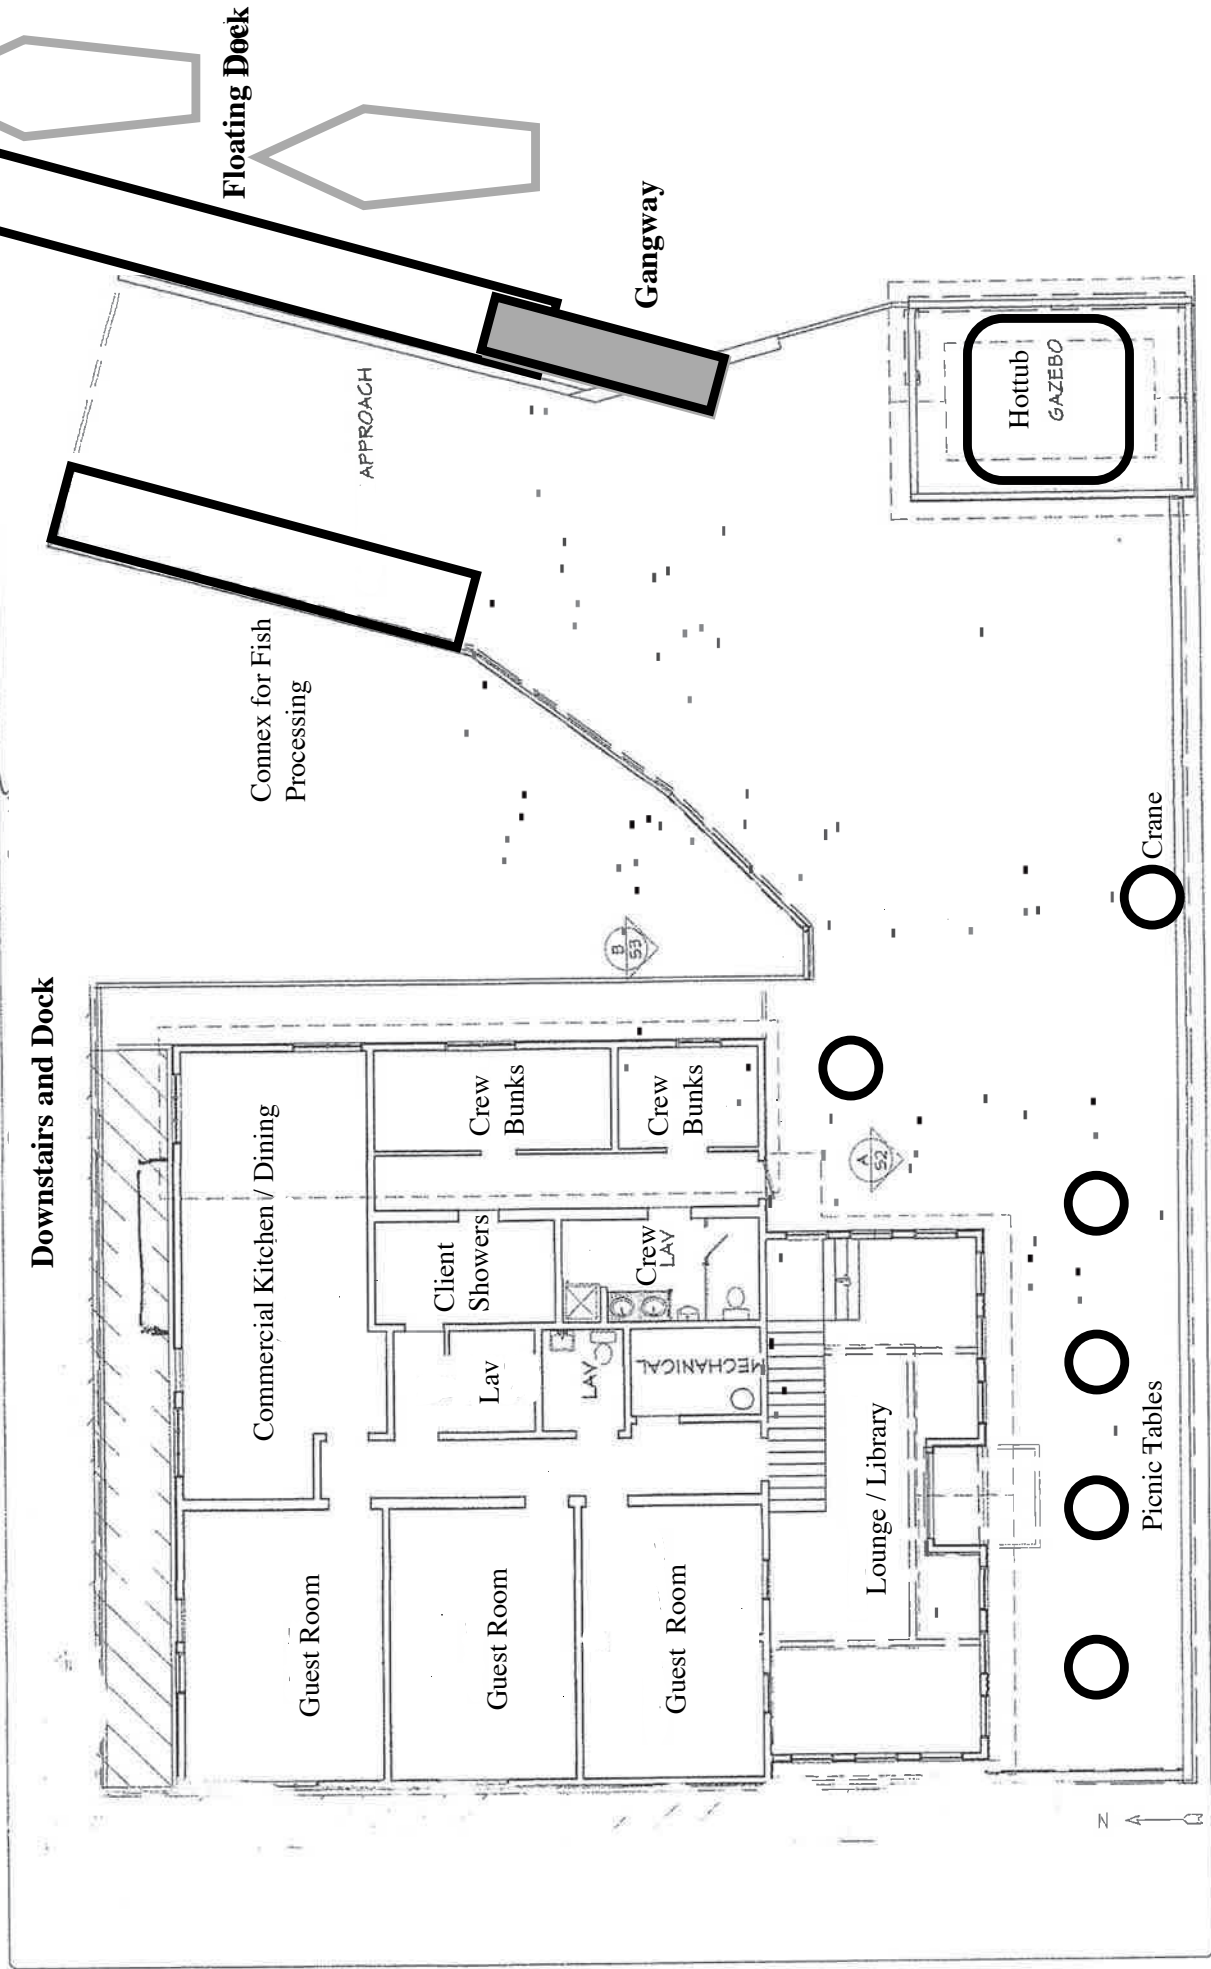 Downstairs and Dock
Floating Dock
Gangway
APPROACH
Connex for Fish
Processing
Hottub
GAZEBO
Crane
B
S3
A
S2
Commercial Kitchen / Dining
Crew
Bunks
Crew
Bunks
Client
Showers
Crew
LAV
Lav
LAV
MECHANICAL
Guest Room
Guest Room
Guest Room
Lounge / Library
Picnic Tables
N